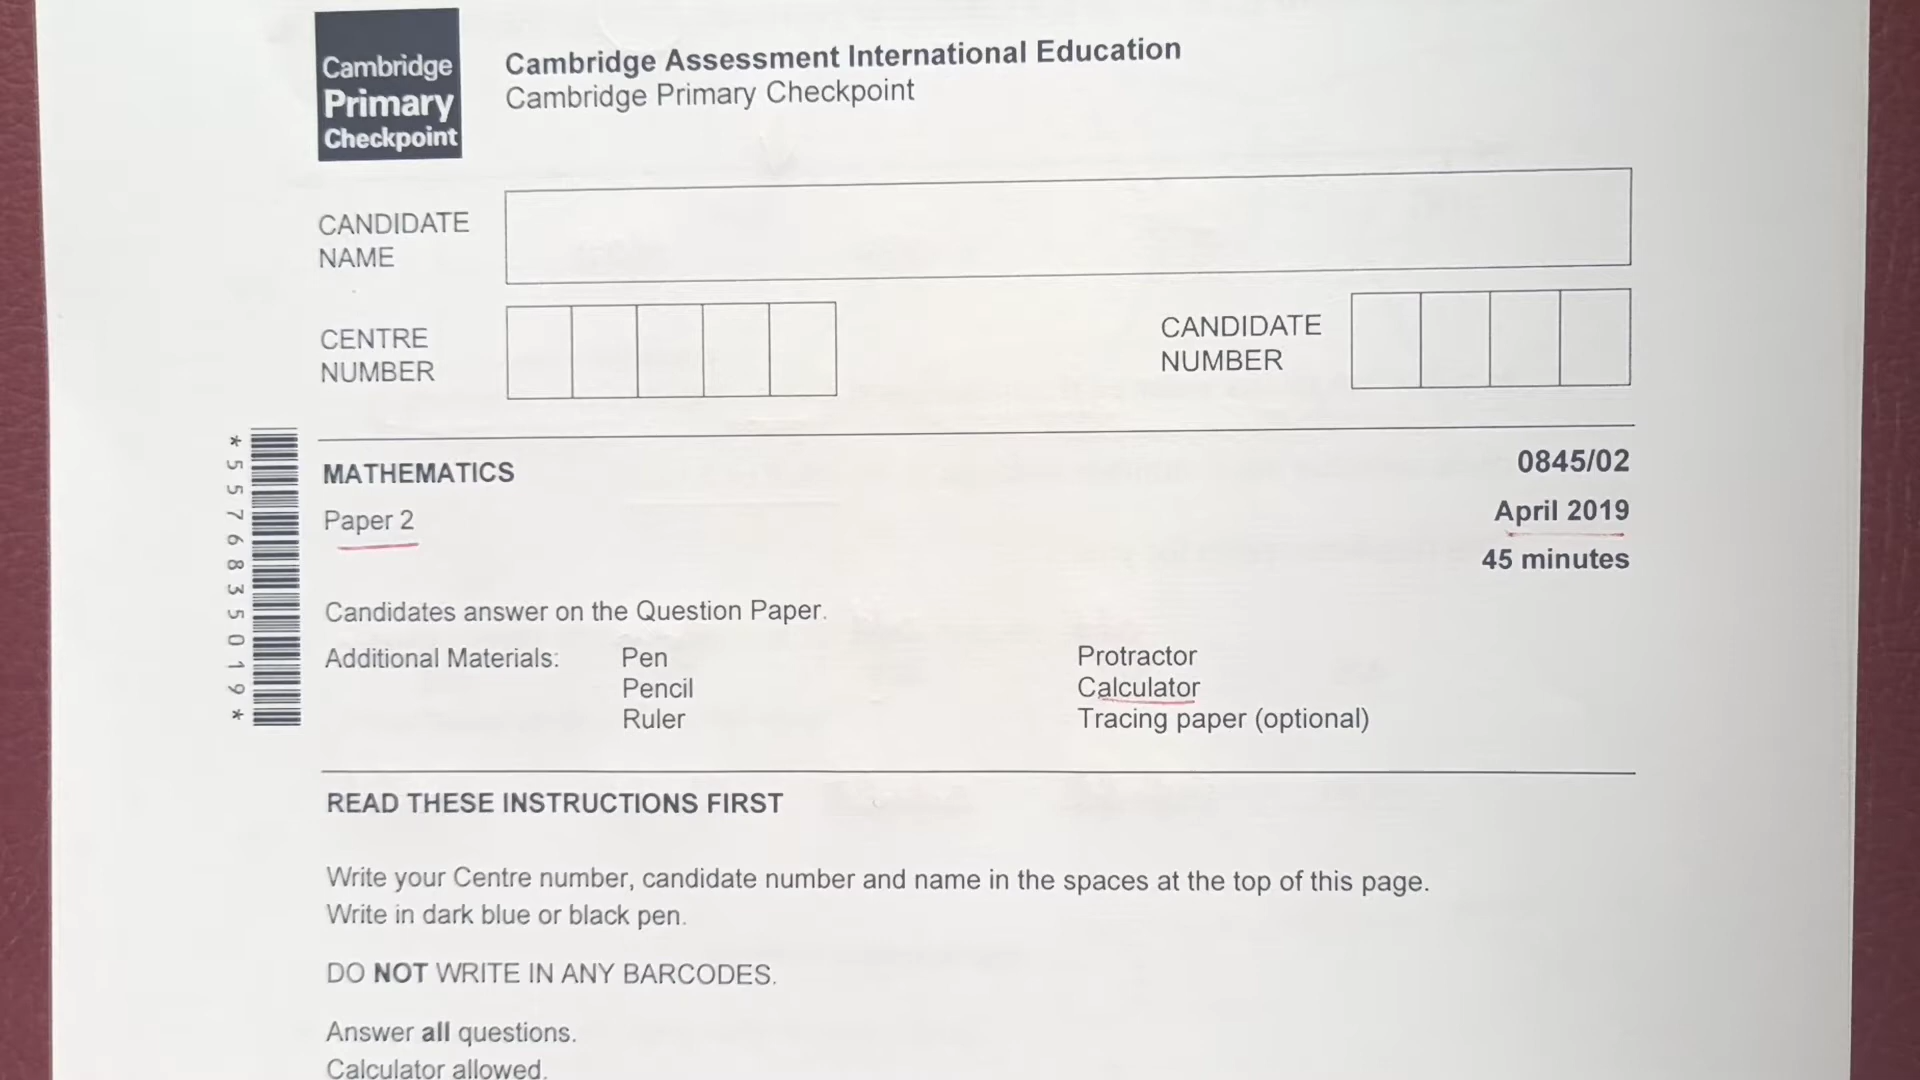 Cambridge
Primary
Checkpoint
Cambridge Assessment International Education
Cambridge Primary Checkpoint
CANDIDATE
NAME
CENTRE
NUMBER
CANDIDATE
NUMBER
*5576835019*
MATHEMATICS
0845/02
Paper 2
April 2019
45 minutes
Candidates answer on the Question Paper.
Additional Materials: Pen Protractor
Pencil Calculator
Ruler Tracing paper (optional)
READ THESE INSTRUCTIONS FIRST
Write your Centre number, candidate number and name in the spaces at the top of this page.
Write in dark blue or black pen.
DO NOT WRITE IN ANY BARCODES.
Answer all questions.
Calculator allowed.